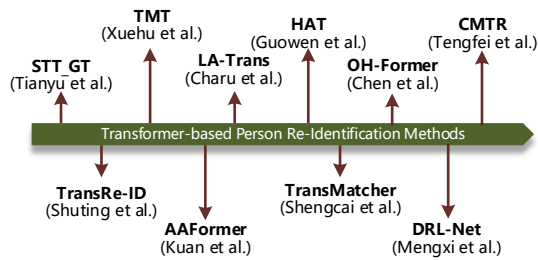 TMT
(Xuehu et al.)
HAT
(Guowen et al.)
CMTR
(Tengfei et al.)
STT_GT
(Tianyu et al.)
LA-Trans
(Charu et al.)
OH-Former
(Chen et al.)
Transformer-based Person Re-Identification Methods
TransRe-ID
(Shuting et al.)
TransMatcher
(Shengcai et al.)
AAFormer
(Kuan et al.)
DRL-Net
(Mengxi et al.)